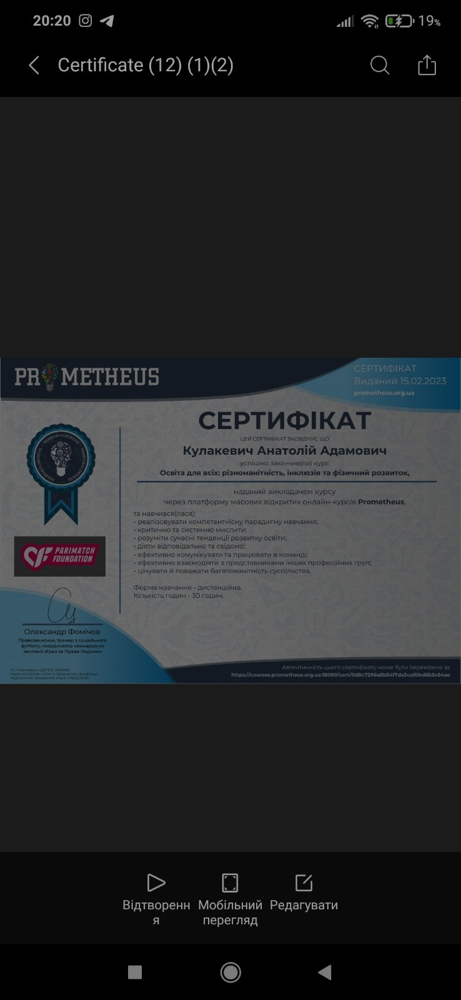 20:20 19%
Certificate (12) (1)(2)
PROMETHEUS
СЕРТИФІКАТ
Виданий 15.02.2023
prometheus.org.ua
СЕРТИФІКАТ
ЦЕЙ СЕРТИФІКАТ ЗАСВІДЧУЄ, ЩО
Кулакевич Анатолій Адамович
успішно закінчив(ла) курс
Освіта для всіх: різноманітність, інклюзія та фізичний розвиток,
наданий викладачем курсу
через платформу масових відкритих онлайн-курсів Prometheus,
та навчився(лася):
- реалізовувати компетентнісну парадигму навчання;
- критично та системно мислити;
- розуміти сучасні тенденції розвитку освіти;
- діяти відповідально та свідомо;
- ефективно комунікувати та працювати в команді;
- ефективно взаємодіяти з представниками інших професійних груп;
- цінувати й поважати багатоманітність суспільства.
Форма навчання - дистанційна.
Кількість годин - 30 годин.
PARIMATCH
FOUNDATION
Олександр Фомічов
Правозахисник, тренер з соціального
футболу, координатор міжнародної
кампанії «Грай за Права Людини»
Автентичність цього сертифікату може бути перевірена за
https://courses.prometheus.org.ua:18090/cert/0d8c7296a8b54f7da3caf0bd6b5c64ae
Відтворенн
я
Мобільний
перегляд
Редагувати